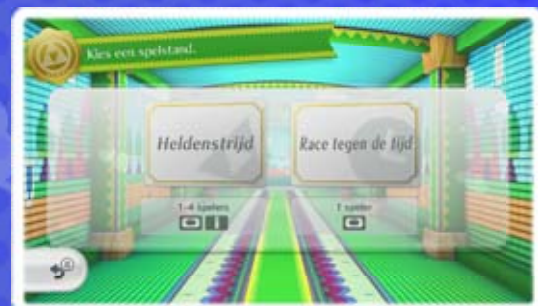 Kies een spelstand.
Heldenstrijd
Race tegen de tijd
1-4 spelers
1 speler